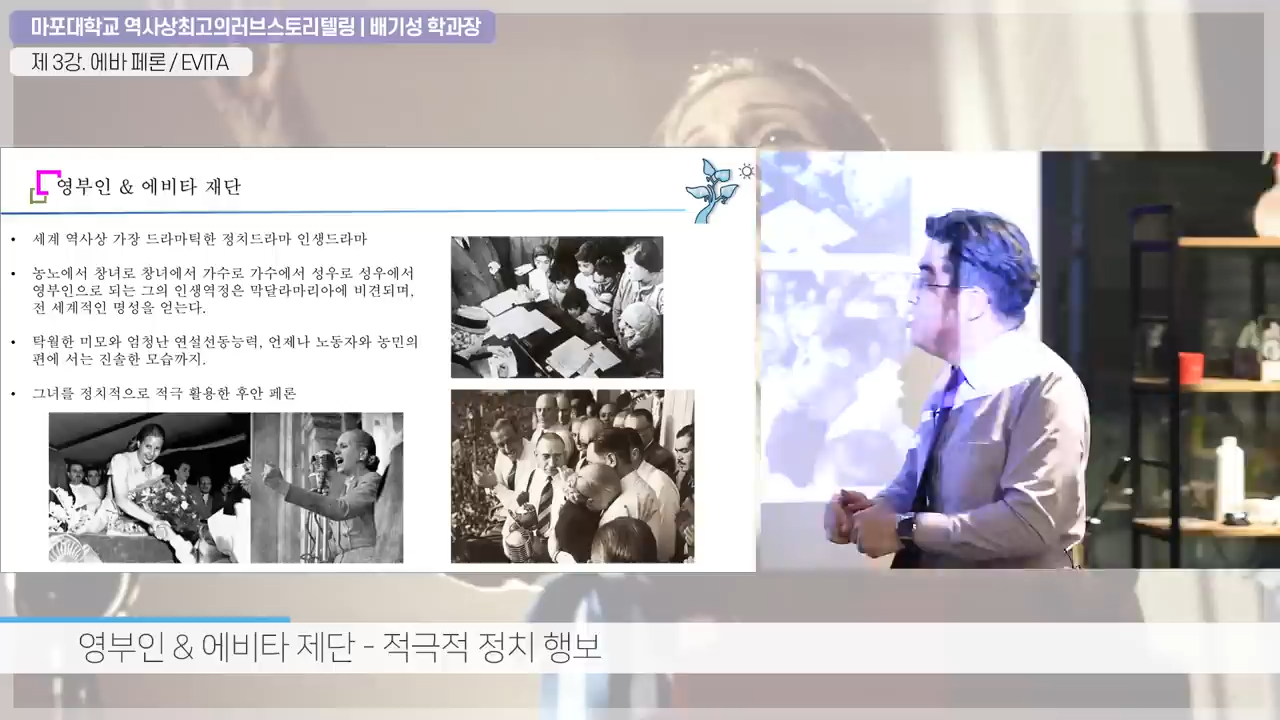 마포대학교 역사상최고의러브스토리텔링 | 배기성 학과장
제 3강. 에바 페론 / EVITA
영부인 & 에비타 재단
• 세계 역사상 가장 드라마틱한 정치드라마 인생드라마
• 농노에서 창녀로 창녀에서 가수로 가수에서 성우로 성우에서
영부인으로 되는 그의 인생역정은 막달라마리아에 비견되며,
전 세계적인 명성을 얻는다.
• 탁월한 미모와 엄청난 연설선동능력, 언제나 노동자와 농민의
편에 서는 진솔한 모습까지.
• 그녀를 정치적으로 적극 활용한 후안 페론
영부인 & 에비타 제단 - 적극적 정치 행보